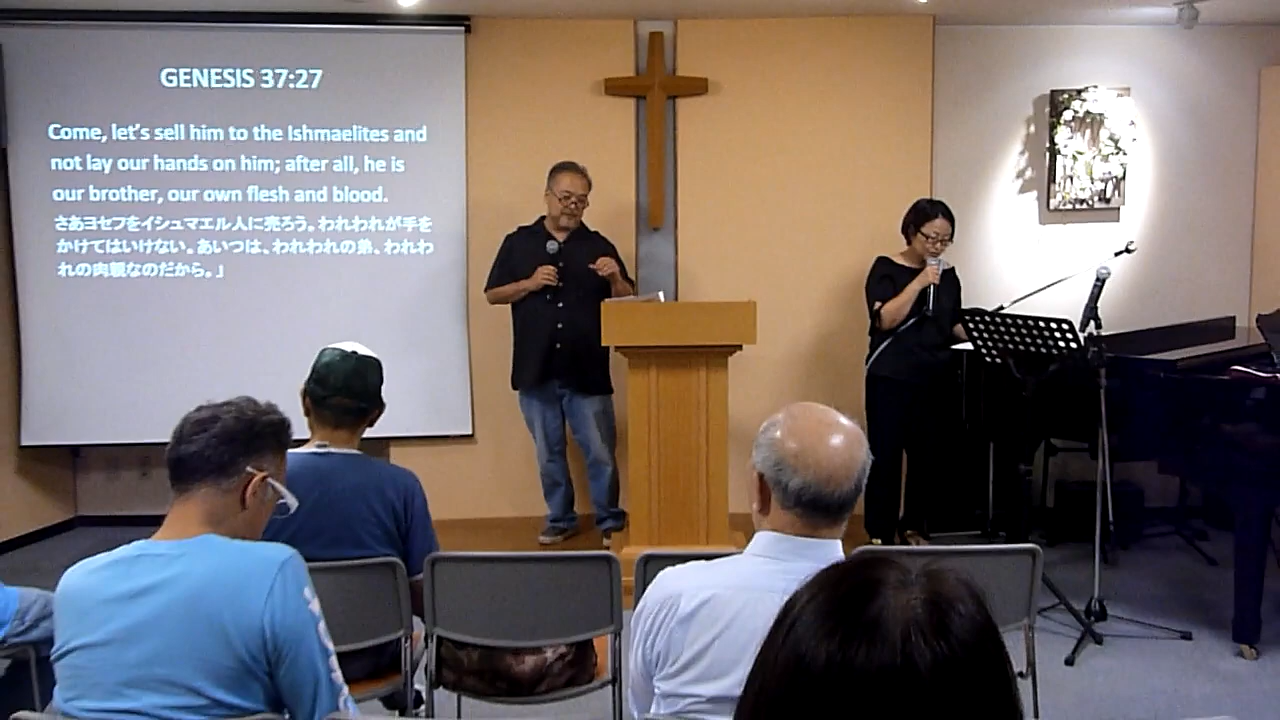 GENESIS 37:27
Come, let's sell him to the Ishmaelites and
not lay our hands on him; after all, he is
our brother, our own flesh and blood.
さあヨセフをイシュマエル人に売ろう。われわれが手を
かけてはいけない。あいつは、われわれの弟、われわ
れの肉親なのだから。」